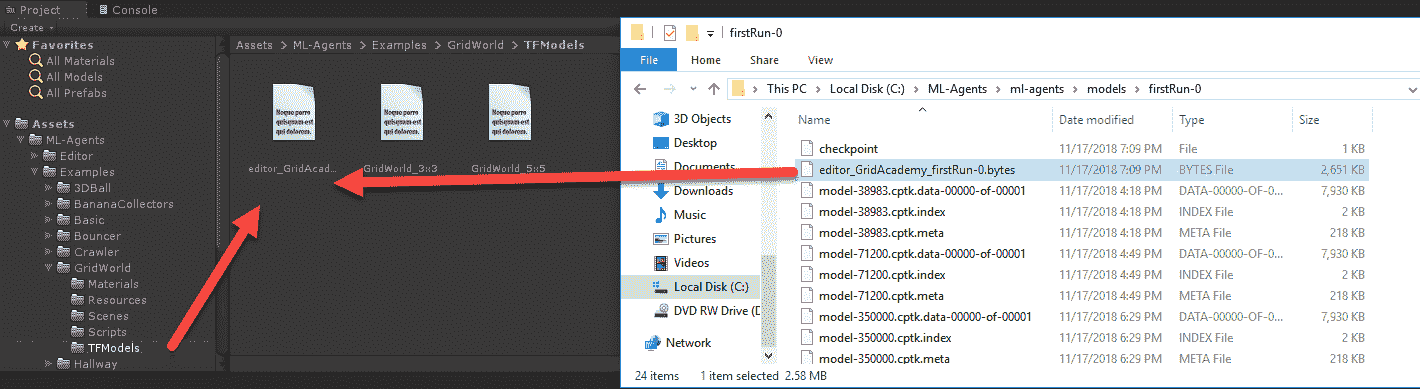 Project
Console
Create
Favorites
All Materials
All Models
All Prefabs
Assets
ML-Agents
Editor
Examples
3DBall
BananaCollectors
Basic
Bouncer
Crawler
GridWorld
Materials
Resources
Scenes
Scripts
TFModels
Hallway
Assets > ML-Agents > Examples > GridWorld > TFModels
Neque porro
quisquam est
qui dolorem.
Neque porro
quisquam est
qui dolorem.
Neque porro
quisquam est
qui dolorem.
editor_GridAcad...
GridWorld_3x3
GridWorld_5x5
firstRun-0
File Home Share View
This PC > Local Disk (C:) > ML-Agents > ml-agents > models > firstRun-0
3D Objects
Desktop
Documents
Downloads
Music
Pictures
Videos
Local Disk (C:)
DVD RW Drive (D
Network
Name Date modified Type Size
checkpoint 11/17/2018 7:09 PM File 1 KB
editor_GridAcademy_firstRun-0.bytes 11/17/2018 7:09 PM BYTES File 2,651 KB
model-38983.cptk.data-00000-of-00001 11/17/2018 4:18 PM DATA-00000-OF-0... 7,930 KB
model-38983.cptk.index 11/17/2018 4:18 PM INDEX File 2 KB
model-38983.cptk.meta 11/17/2018 4:18 PM META File 218 KB
model-71200.cptk.data-00000-of-00001 11/17/2018 4:49 PM DATA-00000-OF-0... 7,930 KB
model-71200.cptk.index 11/17/2018 4:49 PM INDEX File 2 KB
model-71200.cptk.meta 11/17/2018 4:49 PM META File 218 KB
model-350000.cptk.data-00000-of-00001 11/17/2018 6:29 PM DATA-00000-OF-0... 7,930 KB
model-350000.cptk.index 11/17/2018 6:29 PM INDEX File 2 KB
model-350000.cptk.meta 11/17/2018 6:29 PM META File 218 KB
24 items 1 item selected 2.58 MB